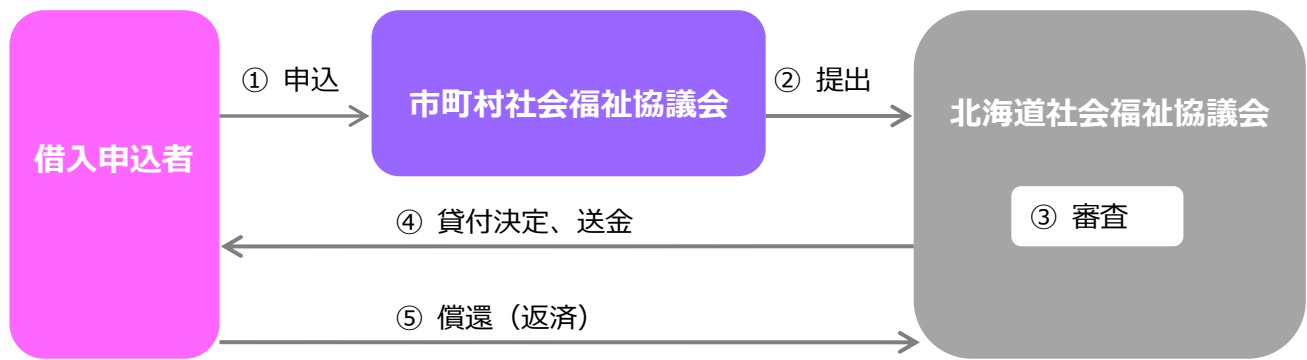 借入申込者
① 申込
市町村社会福祉協議会
② 提出
北海道社会福祉協議会
③ 審査
④ 貸付決定、送金
⑤ 償還（返済）